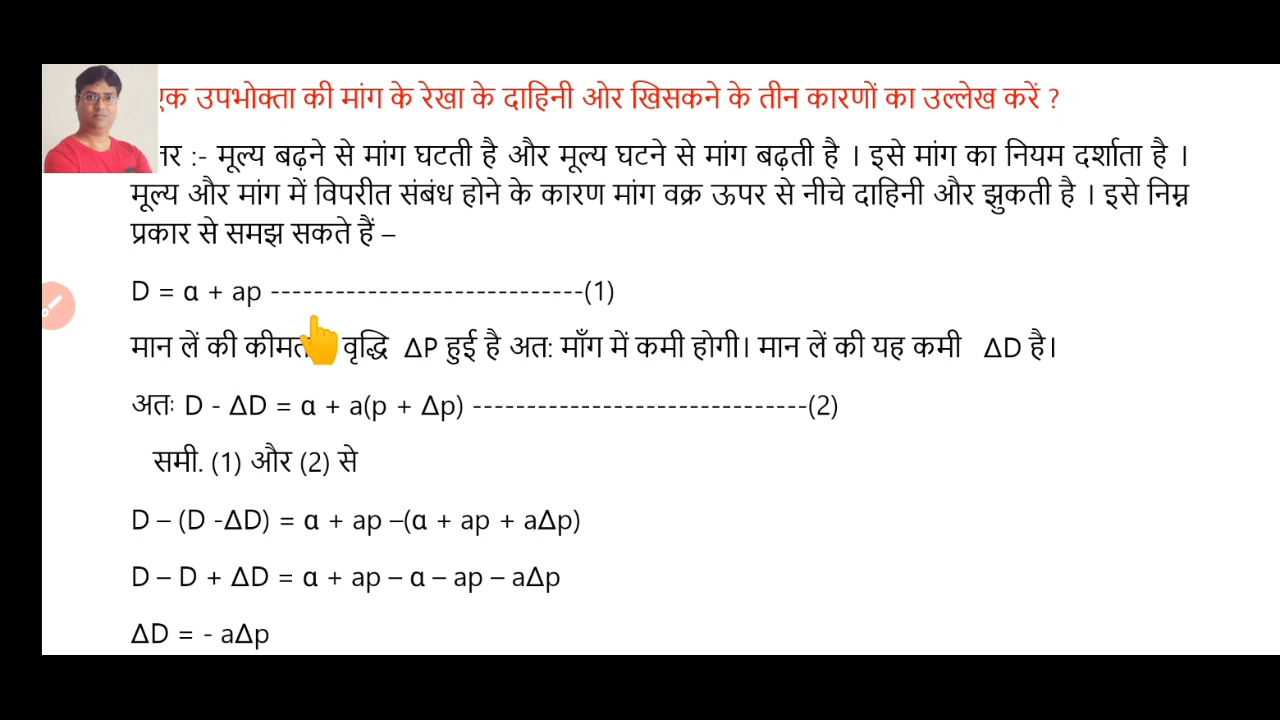 उपभोक्ता की मांग के रेखा के दाहिनी ओर खिसकने के तीन कारणों का उल्लेख करें ?
:- मूल्य बढ़ने से मांग घटती है और मूल्य घटने से मांग बढ़ती है । इसे मांग का नियम दर्शाता है ।
मूल्य और मांग में विपरीत संबंध होने के कारण मांग वक्र ऊपर से नीचे दाहिनी और झुकती है । इसे निम्न
प्रकार से समझ सकते हैं –
D = α + ap -----------------------------(1)
मान लें की कीमत वृद्धि ΔP हुई है अत: माँग में कमी होगी। मान लें की यह कमी ΔD है।
अतः D - ΔD = α + a(p + Δp) -------------------------------(2)
समी. (1) और (2) से
D – (D -ΔD) = α + ap –(α + ap + aΔp)
D – D + ΔD = α + ap – α – ap – aΔp
ΔD = - aΔp